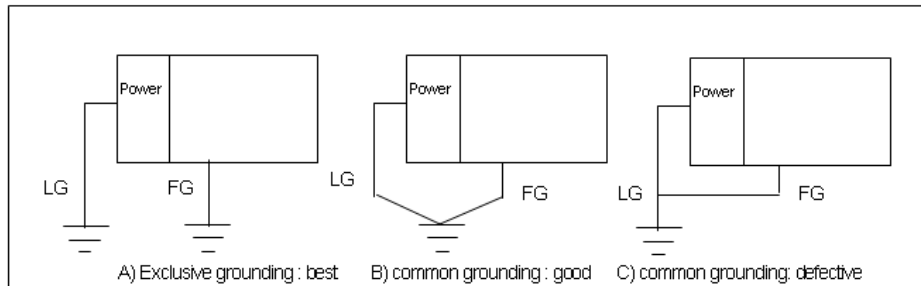 Power
Power
Power
LG
FG
LG
FG
LG
FG
A) Exclusive grounding : best
B) common grounding : good
C) common grounding: defective